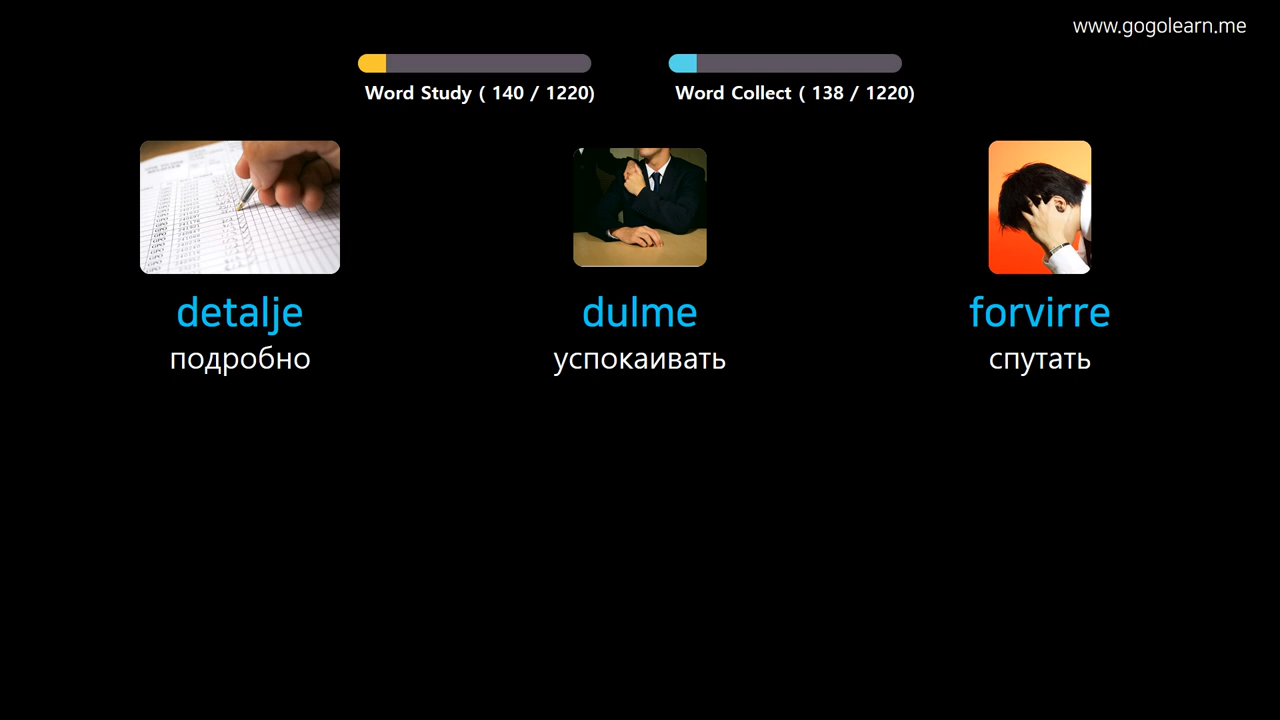 www.gogolearn.me
Word Study ( 140 / 1220)
Word Collect ( 138 / 1220)
detalje
dulme
forvirre
подробно
успокаивать
спутать